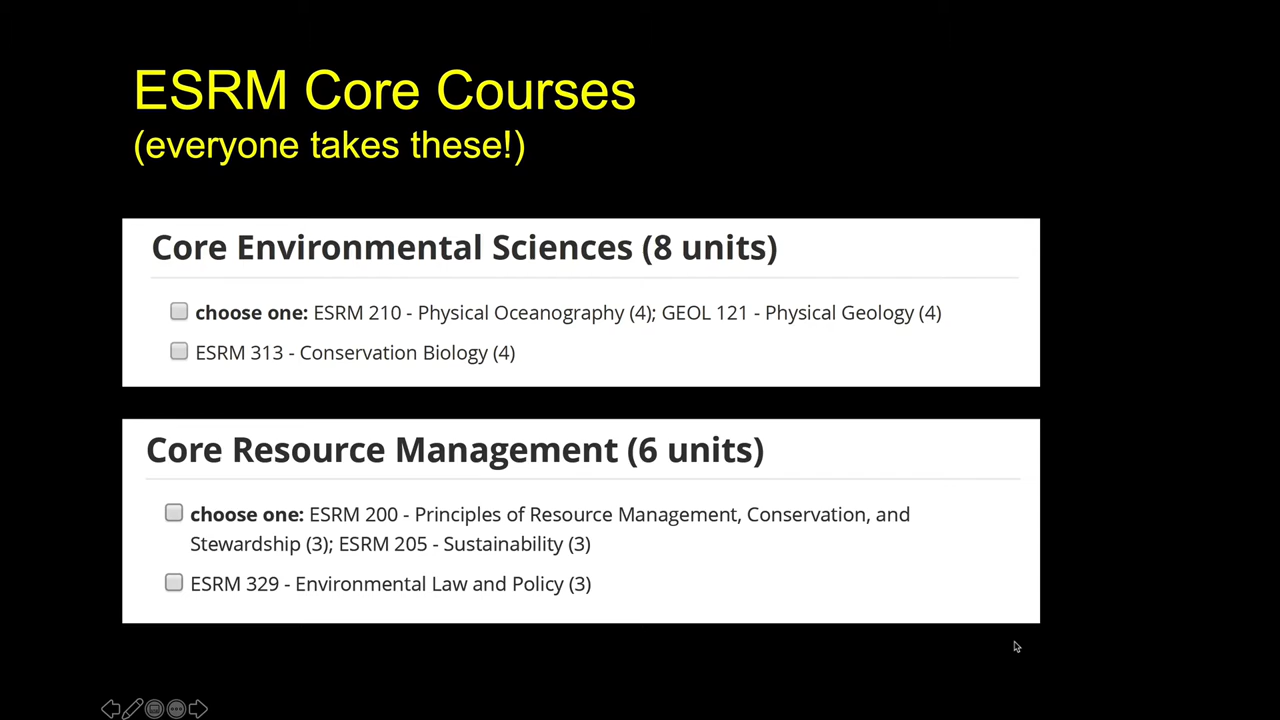 ESRM Core Courses
(everyone takes these!)
Core Environmental Sciences (8 units)
choose one: ESRM 210 - Physical Oceanography (4); GEOL 121 - Physical Geology (4)
ESRM 313 - Conservation Biology (4)
Core Resource Management (6 units)
choose one: ESRM 200 - Principles of Resource Management, Conservation, and
Stewardship (3); ESRM 205 - Sustainability (3)
ESRM 329 - Environmental Law and Policy (3)